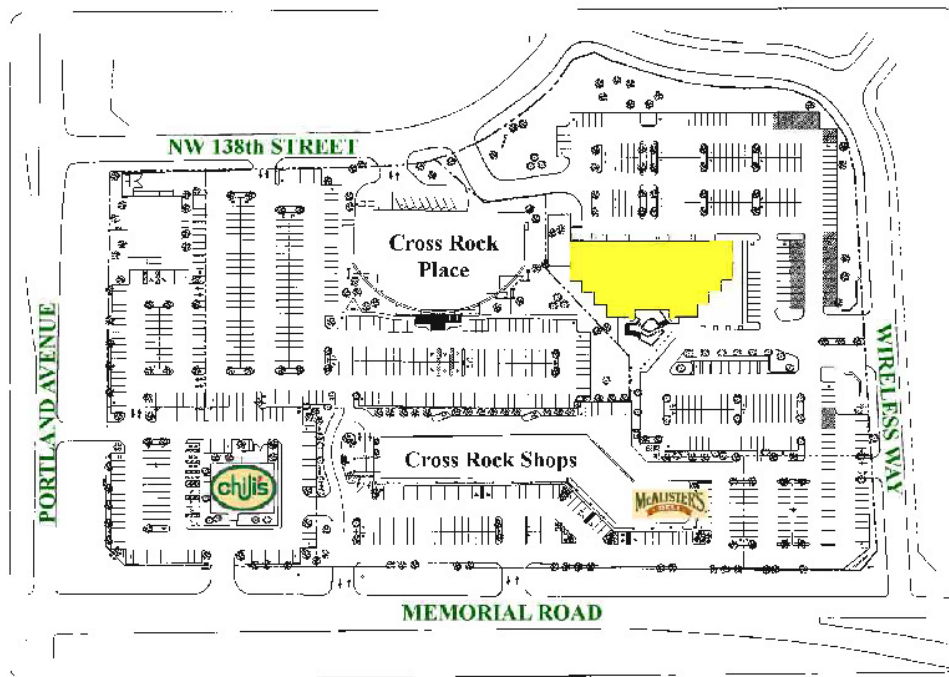 NW 138th STREET
Cross Rock
Place
PORTLAND AVENUE
WIRELESS WAY
Cross Rock Shops
chili's
McALISTER'S
DELI
MEMORIAL ROAD